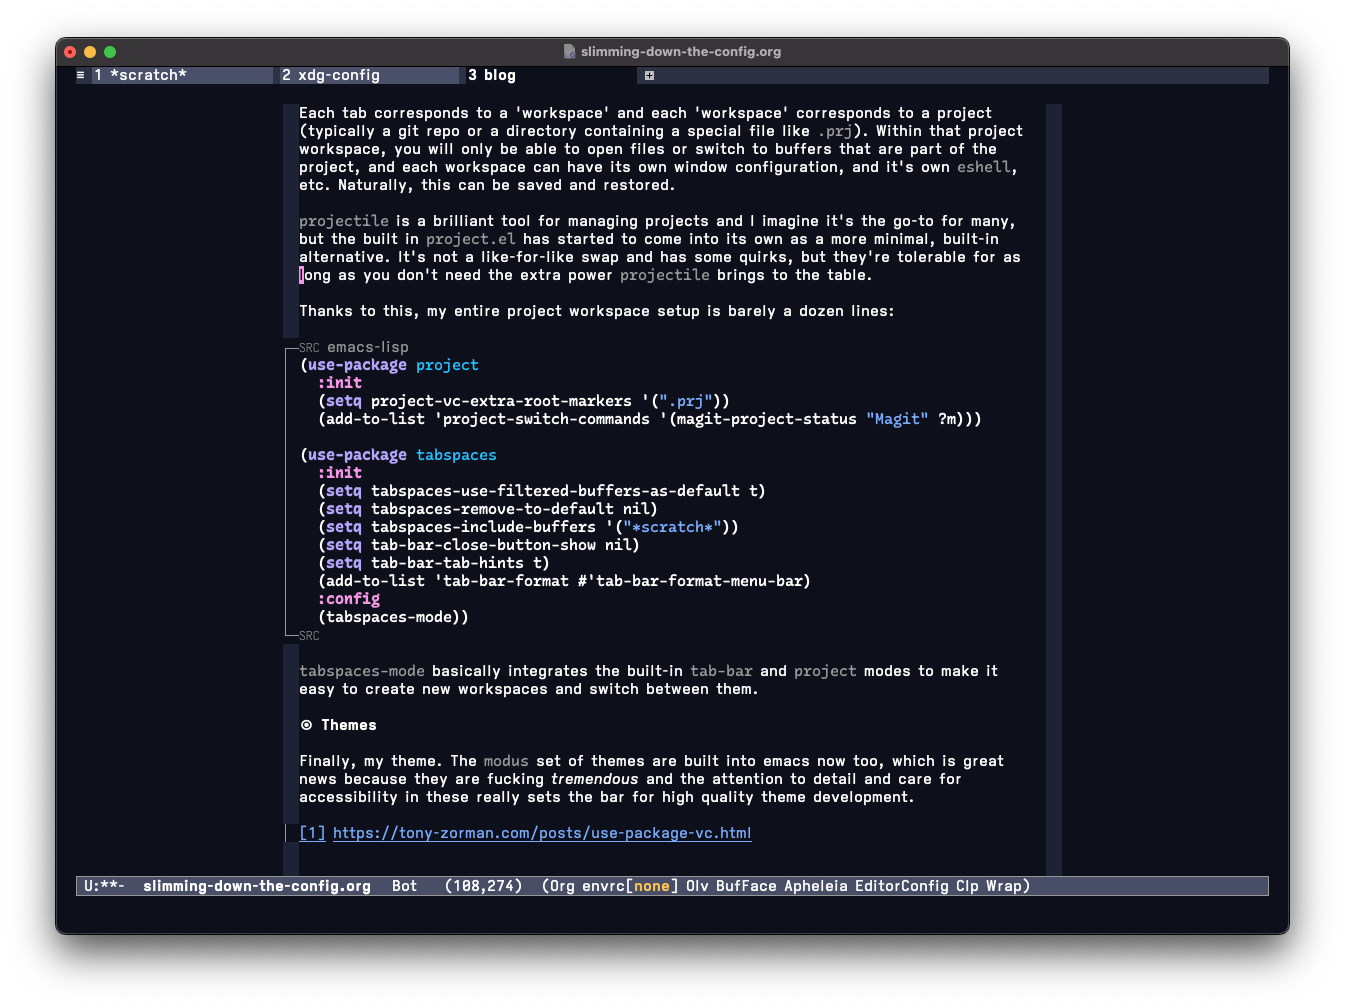 slimming-down-the-config.org
≡ 1 *scratch* 2 xdg-config 3 blog
Each tab corresponds to a 'workspace' and each 'workspace' corresponds to a project
(typically a git repo or a directory containing a special file like .prj). Within that project
workspace, you will only be able to open files or switch to buffers that are part of the
project, and each workspace can have its own window configuration, and it's own eshell,
etc. Naturally, this can be saved and restored.
projectile is a brilliant tool for managing projects and I imagine it's the go-to for many,
but the built in project.el has started to come into its own as a more minimal, built-in
alternative. It's not a like-for-like swap and has some quirks, but they're tolerable for as
long as you don't need the extra power projectile brings to the table.
Thanks to this, my entire project workspace setup is barely a dozen lines:
SRC emacs-lisp
(use-package project
:init
(setq project-vc-extra-root-markers '(".prj"))
(add-to-list 'project-switch-commands '(magit-project-status "Magit" ?m)))
(use-package tabspaces
:init
(setq tabspaces-use-filtered-buffers-as-default t)
(setq tabspaces-remove-to-default nil)
(setq tabspaces-include-buffers '("*scratch*"))
(setq tab-bar-close-button-show nil)
(setq tab-bar-tab-hints t)
(add-to-list 'tab-bar-format #'tab-bar-format-menu-bar)
:config
(tabspaces-mode))
SRC
tabspaces-mode basically integrates the built-in tab-bar and project modes to make it
easy to create new workspaces and switch between them.
⦿ Themes
Finally, my theme. The modus set of themes are built into emacs now too, which is great
news because they are fucking tremendous and the attention to detail and care for
accessibility in these really sets the bar for high quality theme development.
[1] https://tony-zorman.com/posts/use-package-vc.html
U:**- slimming-down-the-config.org Bot (108,274) (Org envrc[none] Olv BufFace Apheleia EditorConfig Clp Wrap)